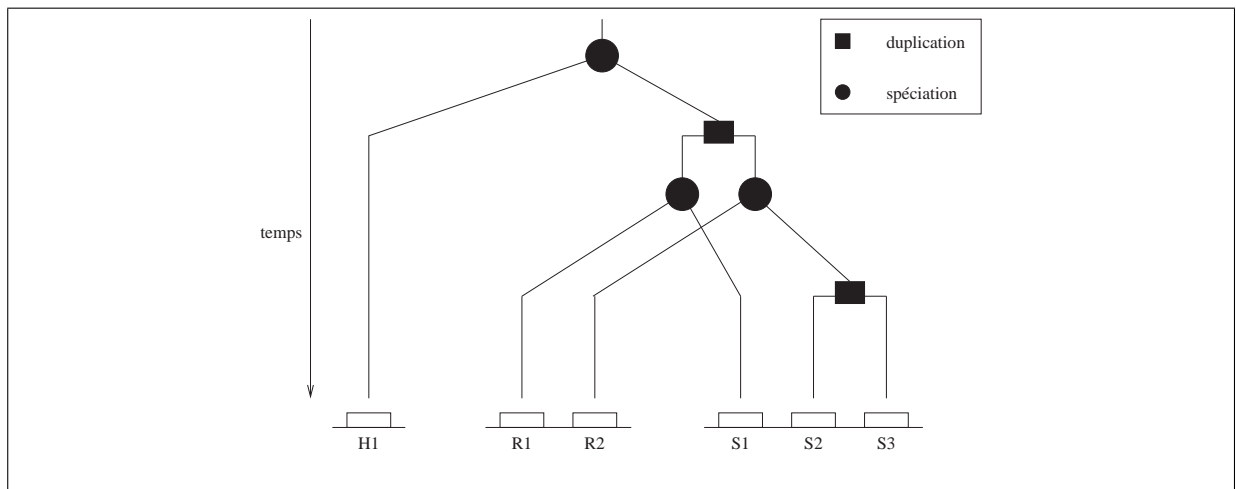 duplication
spéciation
temps
H1 R1 R2 S1 S2 S3